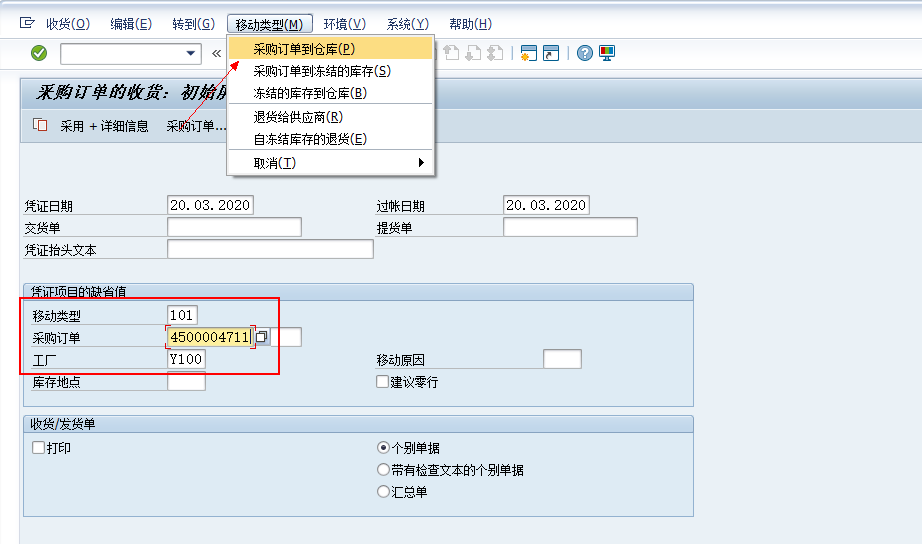 收货(O) 编辑(E) 转到(G) 移动类型(M) 环境(V) 系统(Y) 帮助(H)
采购订单到仓库(P)
采购订单到冻结的库存(S)
冻结的库存到仓库(B)
退货给供应商(R)
自冻结库存的退货(E)
取消(T)
«
采购订单的收货: 初始
采用 +详细信息 采购订单...
凭证日期 20.03.2020 过帐日期 20.03.2020
交货单 提货单
凭证抬头文本
凭证项目的缺省值
移动类型 101
采购订单 4500004711
工厂 Y100 移动原因
库存地点 建议零行
收货/发货单
打印 个别单据
带有检查文本的个别单据
汇总单